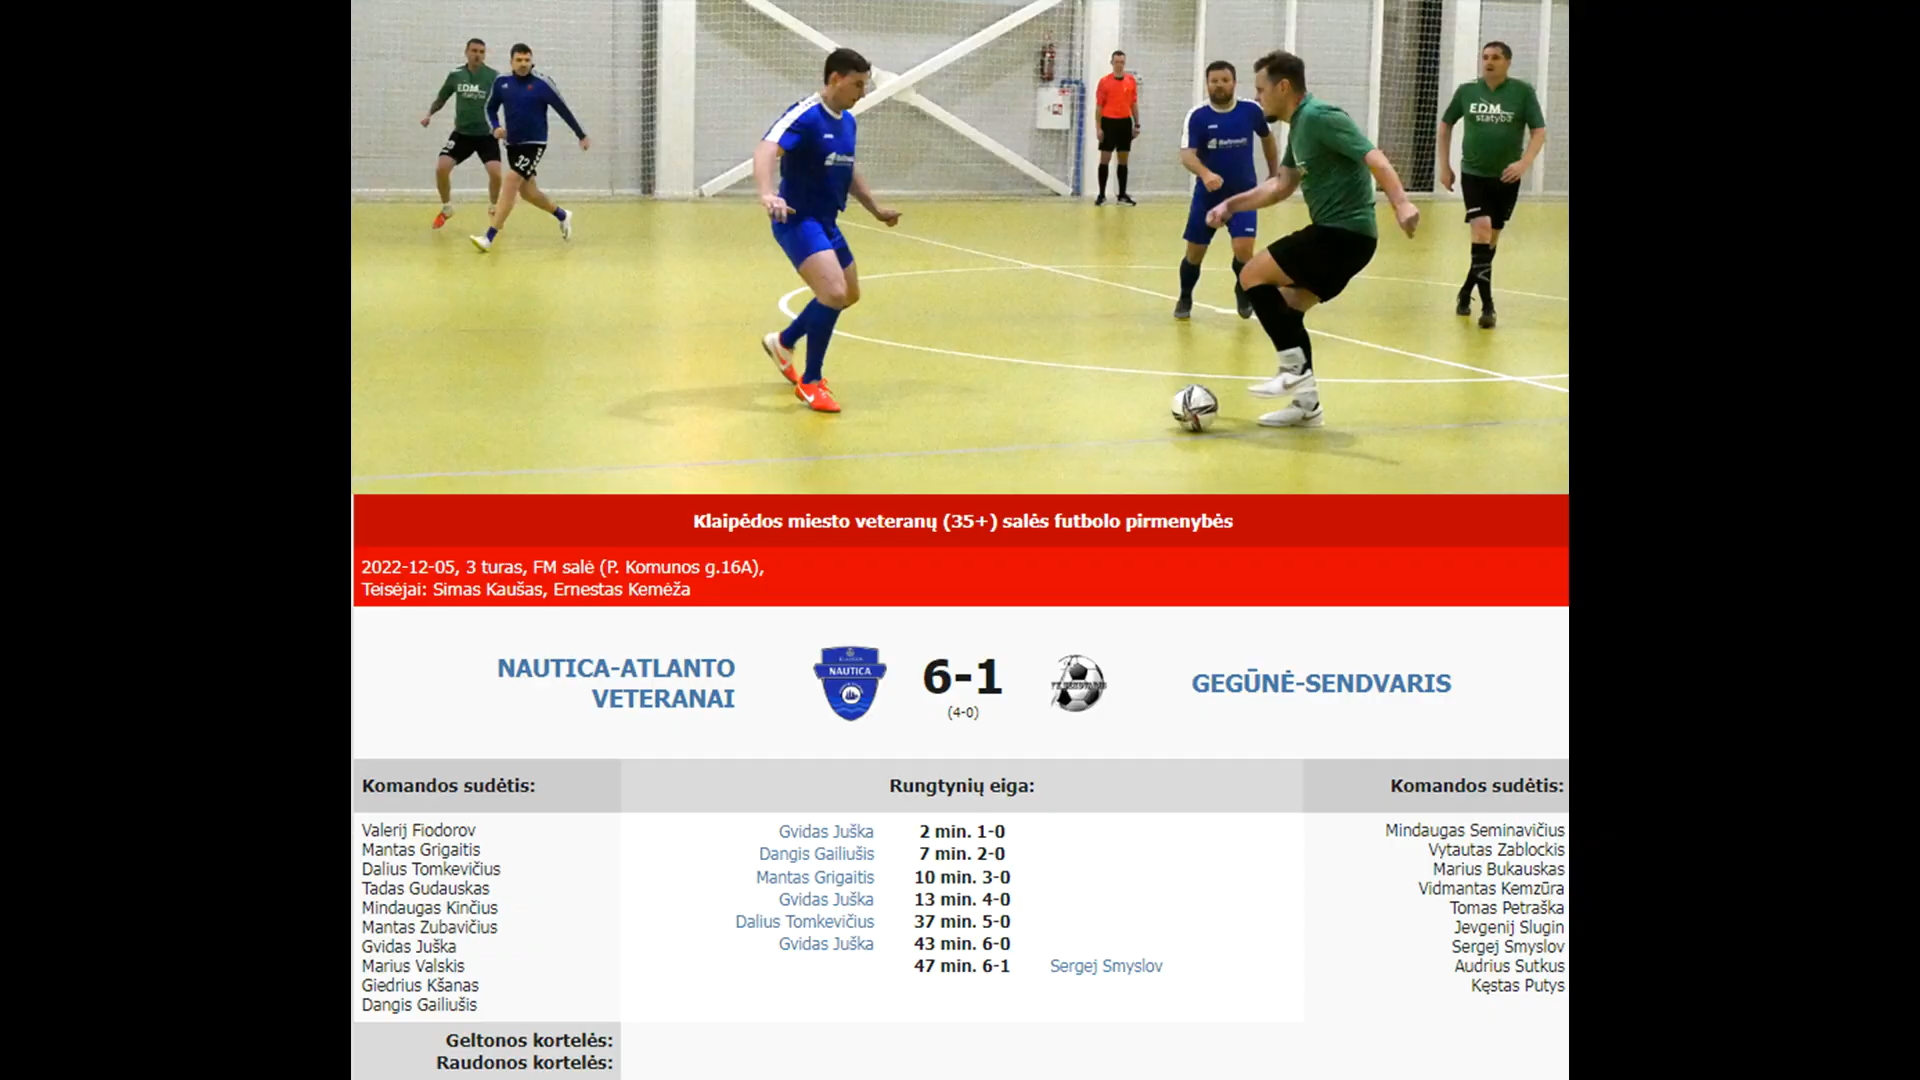 EDM
statyba
32
EDM
statyba
Klaipėdos miesto veteranų (35+) salės futbolo pirmenybės
2022-12-05, 3 turas, FM salė (P. Komunos g.16A),
Teisėjai: Simas Kaušas, Ernestas Kemėža
NAUTICA-ATLANTO
VETERANAI
NAUTICA
6-1
(4-0)
GEGŪNĖ-SENDVARIS
Komandos sudėtis:
Valerij Fiodorov
Mantas Grigaitis
Dalius Tomkevičius
Tadas Gudauskas
Mindaugas Kinčius
Mantas Zubavičius
Gvidas Juška
Marius Valskis
Giedrius Kšanas
Dangis Gailiušis
Rungtynių eiga:
Gvidas Juška 2 min. 1-0
Dangis Gailiušis 7 min. 2-0
Mantas Grigaitis 10 min. 3-0
Gvidas Juška 13 min. 4-0
Dalius Tomkevičius 37 min. 5-0
Gvidas Juška 43 min. 6-0
47 min. 6-1 Sergej Smyslov
Komandos sudėtis:
Mindaugas Seminavičius
Vytautas Zablockis
Marius Bukauskas
Vidmantas Kemzūra
Tomas Petraška
Jevgenij Slugin
Sergej Smyslov
Audrius Sutkus
Kęstas Putys
Geltonos kortelės:
Raudonos kortelės: